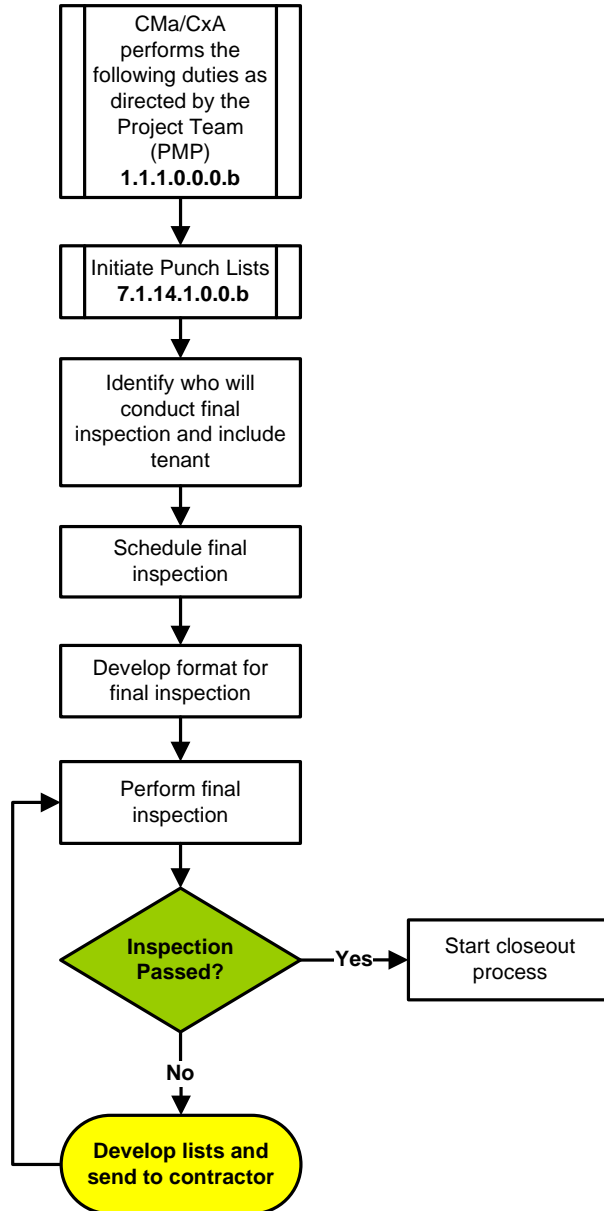 CMa/CxA
performs the
following duties as
directed by the
Project Team
(PMP)
1.1.1.0.0.0.b
Initiate Punch Lists
7.1.14.1.0.0.b
Identify who will
conduct final
inspection and include
tenant
Schedule final
inspection
Develop format for
final inspection
Perform final
inspection
Inspection
Passed?
Yes
Start closeout
process
No
Develop lists and
send to contractor